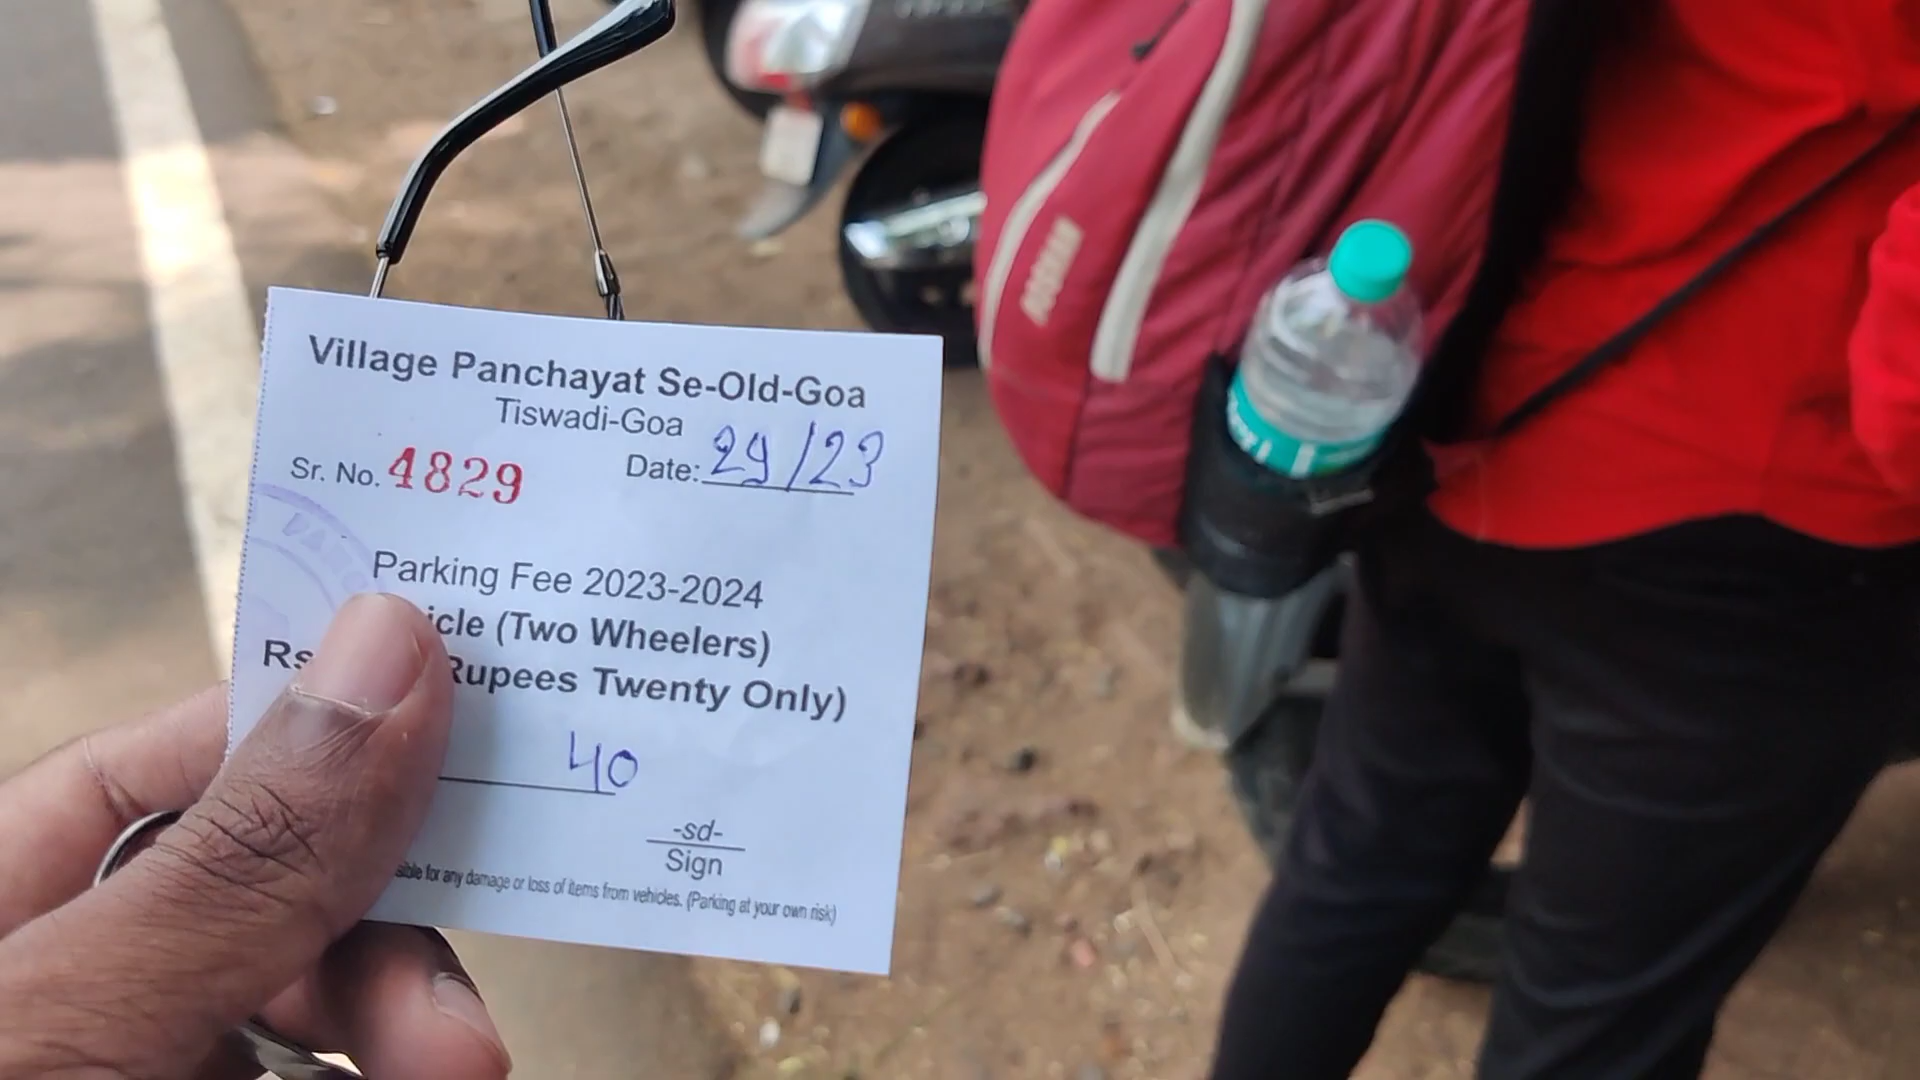 Village Panchayat Se-Old-Goa
Tiswadi-Goa
Sr. No. 4829 Date: 29/23
Parking Fee 2023-2024
icle (Two Wheelers)
Rs Rupees Twenty Only)
40
-sd-
Sign
sible for any damage or loss of items from vehicles. (Parking at your own risk)